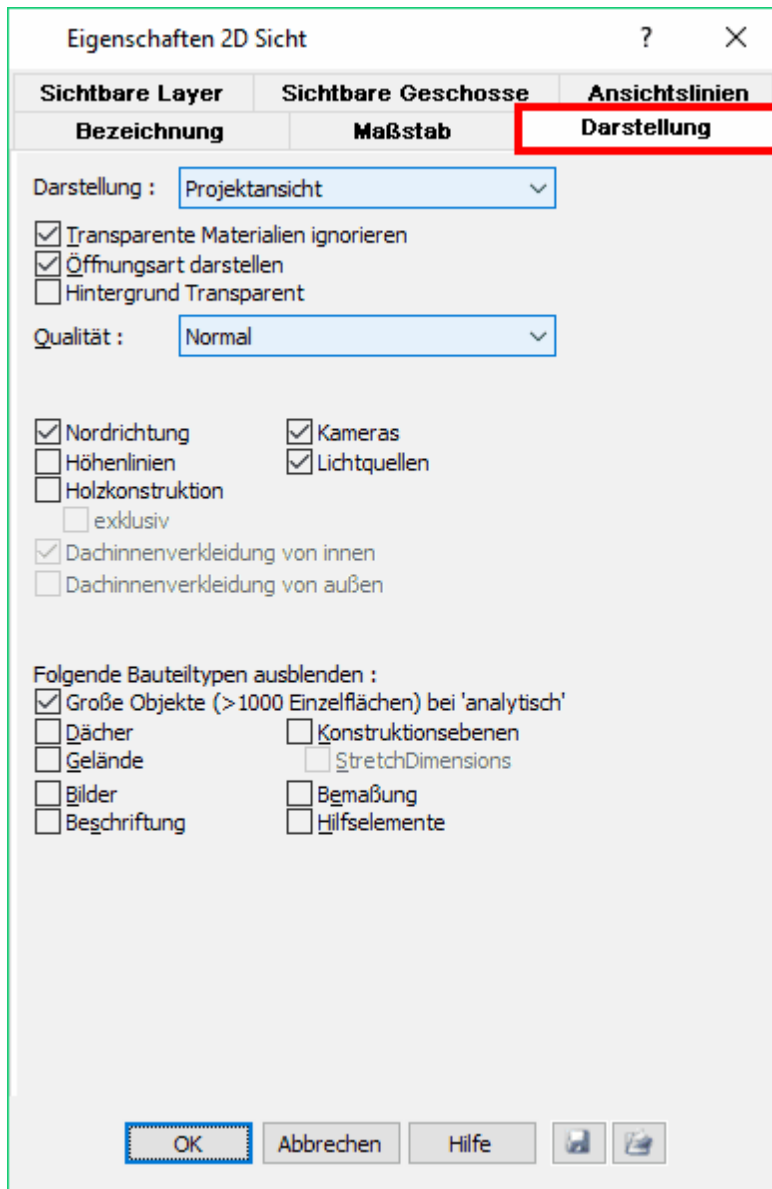 Eigenschaften 2D Sicht ?
Sichtbare Layer Sichtbare Geschosse Ansichtslinien
Bezeichnung Maßstab Darstellung
Darstellung : Projektansicht
Transparente Materialien ignorieren
Öffnungsart darstellen
Hintergrund Transparent
Qualität : Normal
Nordrichtung Kameras
Höhenlinien Lichtquellen
Holzkonstruktion
exklusiv
Dachinnenverkleidung von innen
Dachinnenverkleidung von außen
Folgende Bauteiltypen ausblenden :
Große Objekte (>1000 Einzelflächen) bei 'analytisch'
Dächer Konstruktionsebenen
Gelände StretchDimensions
Bilder Bemaßung
Beschriftung Hilfselemente
OK Abbrechen Hilfe